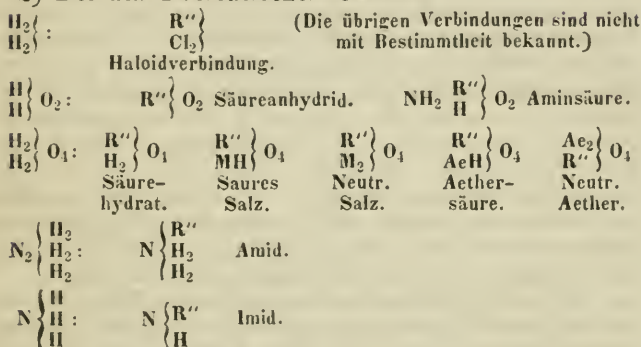 H₂} : R'' } (Die übrigen Verbindungen sind nicht
H₂} Cl₂} mit Bestimmtheit bekannt.)
Haloidverbindung.
H} O₂: R''} O₂ Säureanhydrid. NH₂ R''} O₂ Aminsäure.
H} H}
H₂} O₄: R''} O₄ R''} O₄ R''} O₄ R''} O₄ Ae₂} O₄
H₂} H₂} MH} M₂} AeH} R''}
Säure- Saures Neutr. Aether- Neutr.
hydrat. Salz. Salz. säure. Aether.
N₂ {H₂ : N {R'' Amid.
{H₂ {H₂
{H₂ {H₂
N {H : N {R'' Imid.
{H {H
{H